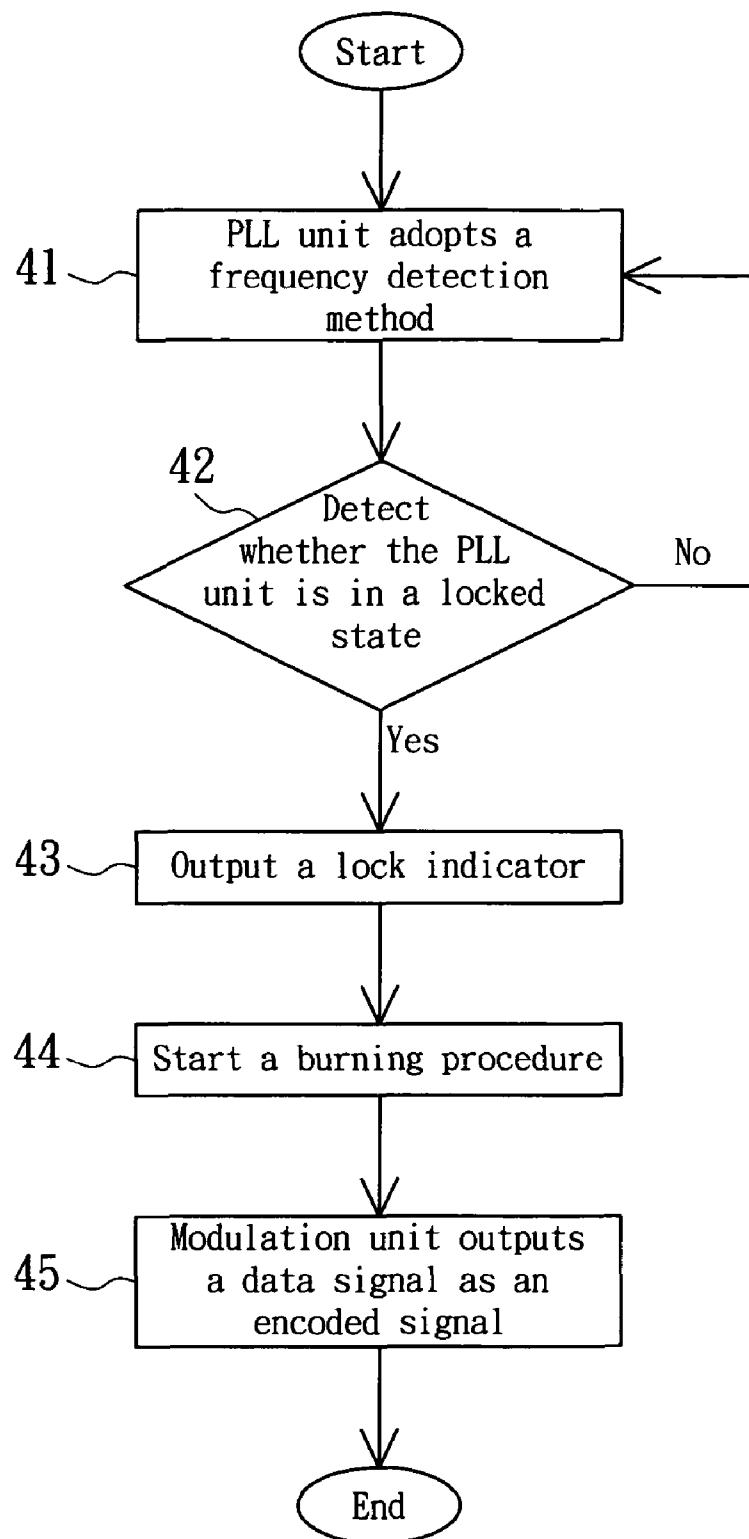 Start
41
PLL unit adopts a
frequency detection
method
42
Detect
whether the PLL
unit is in a locked
state
No
Yes
43
Output a lock indicator
44
Start a burning procedure
45
Modulation unit outputs
a data signal as an
encoded signal
End